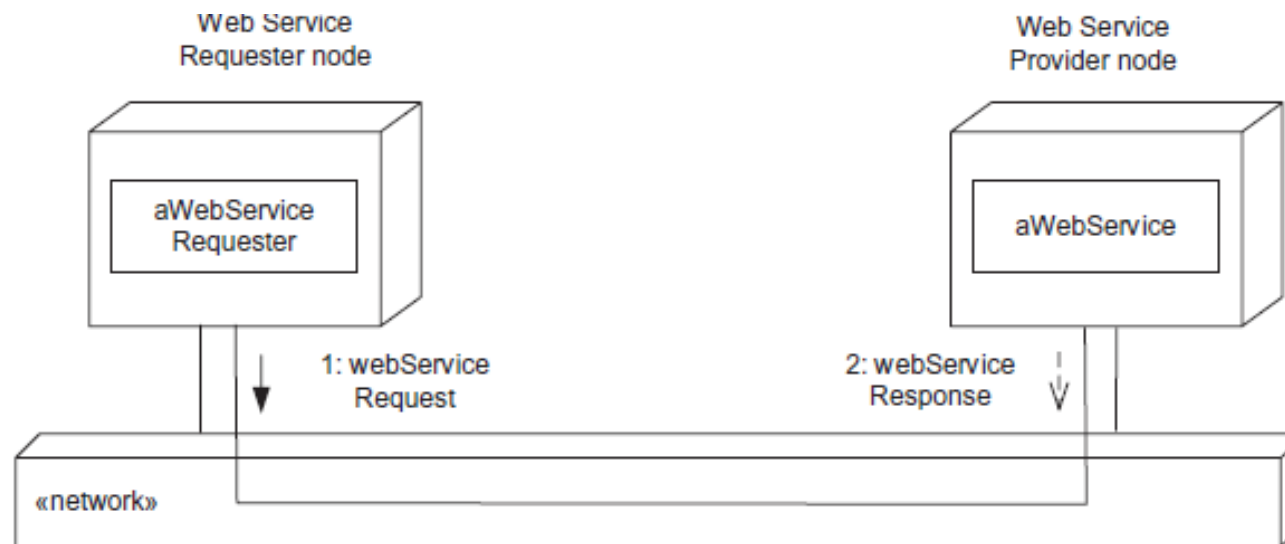 Web Service
Requester node
Web Service
Provider node
aWebService
Requester
aWebService
1: webService
Request
2: webService
Response
«network»